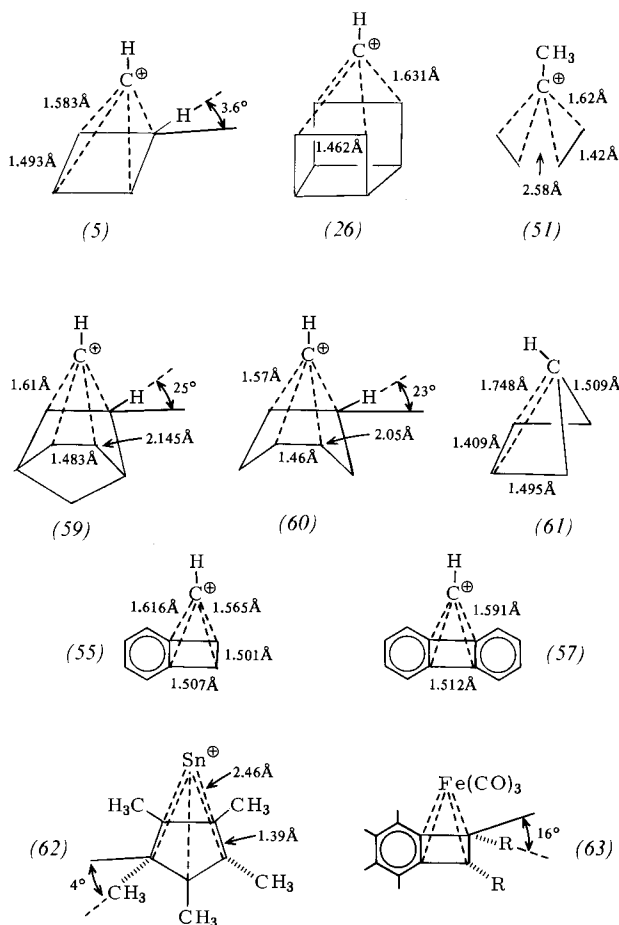 H
C⊕
1.583Å
H
3.6°
1.493Å
(5)
H
C⊕
1.631Å
1.462Å
(26)
CH3
C⊕
1.62Å
1.42Å
2.58Å
(51)
H
C⊕
1.61Å
H
25°
2.145Å
1.483Å
(59)
H
C⊕
1.57Å
H
23°
2.05Å
1.46Å
(60)
H
C
1.748Å
1.509Å
1.409Å
1.495Å
(61)
H
C⊕
1.616Å
1.565Å
(55)
1.501Å
1.507Å
H
C⊕
1.591Å
(57)
1.512Å
Sn⊕
2.46Å
H3C
CH3
1.39Å
(62)
4°
CH3
CH3
CH3
Fe(CO)3
16°
R
(63)
R